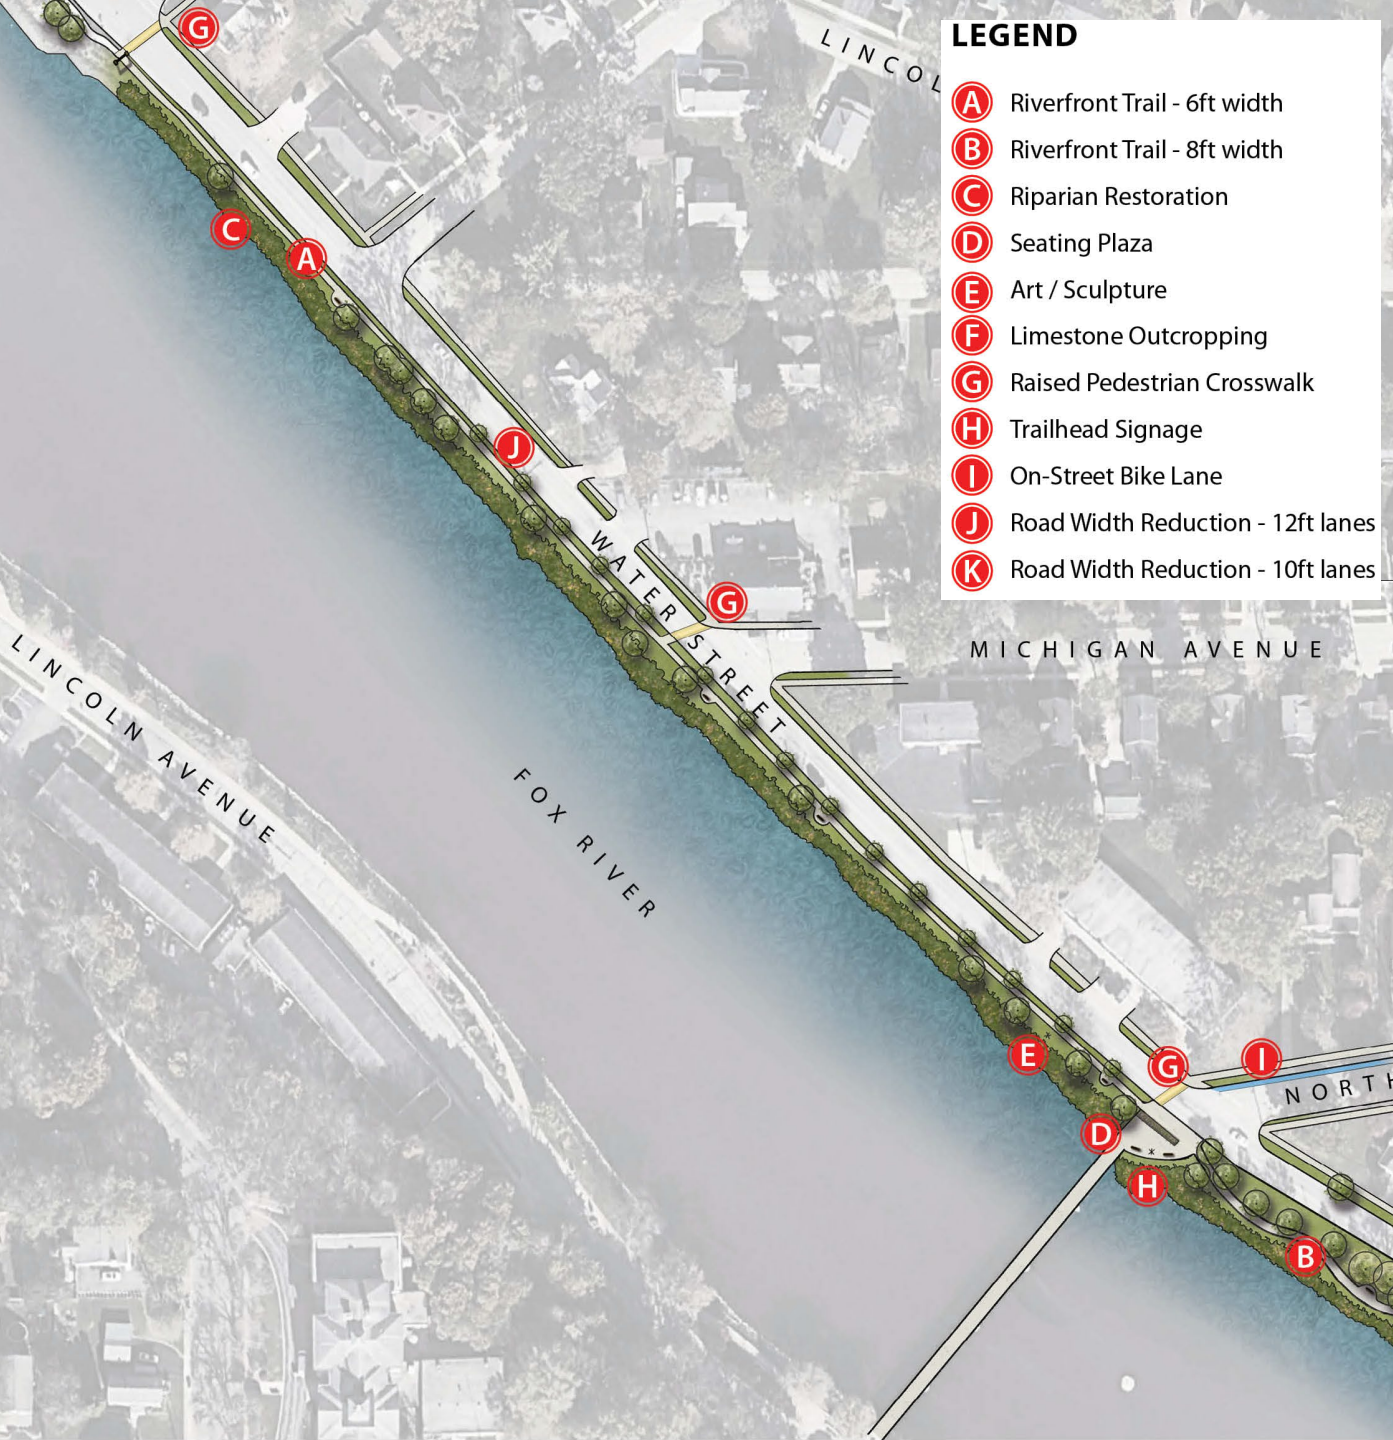 LEGEND
A Riverfront Trail - 6ft width
B Riverfront Trail - 8ft width
C Riparian Restoration
D Seating Plaza
E Art / Sculpture
F Limestone Outcropping
G Raised Pedestrian Crosswalk
H Trailhead Signage
I On-Street Bike Lane
J Road Width Reduction - 12ft lanes
K Road Width Reduction - 10ft lanes
G
LINCOL
C
A
J
WATER STREET
G
MICHIGAN AVENUE
LINCOLN AVENUE
FOX RIVER
E
G
I
NORTH
D
H
B